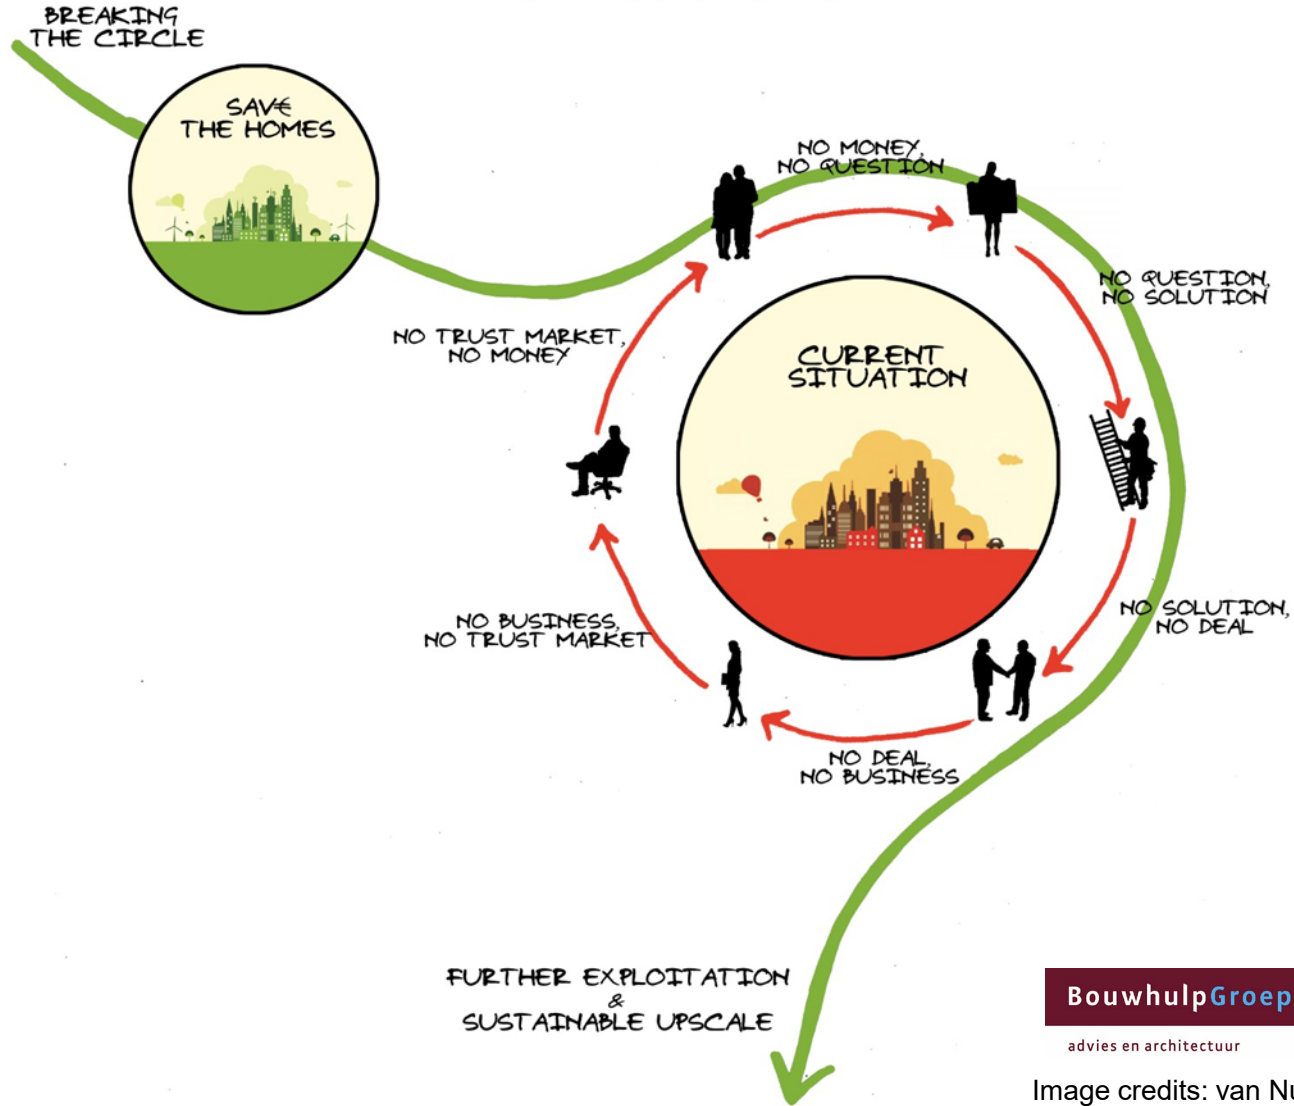 BREAKING
THE CIRCLE
SAV€
THE HOMES
NO MONEY,
NO QUESTION
NO QUESTION,
NO SOLUTION
NO TRUST MARKET,
NO MONEY
CURRENT
SITUATION
NO SOLUTION,
NO DEAL
NO BUSINESS,
NO TRUST MARKET
NO DEAL,
NO BUSINESS
FURTHER EXPLOITATION
&
SUSTAINABLE UPSCALE
BouwhulpGroep
advies en architectuur
Image credits: van Nu